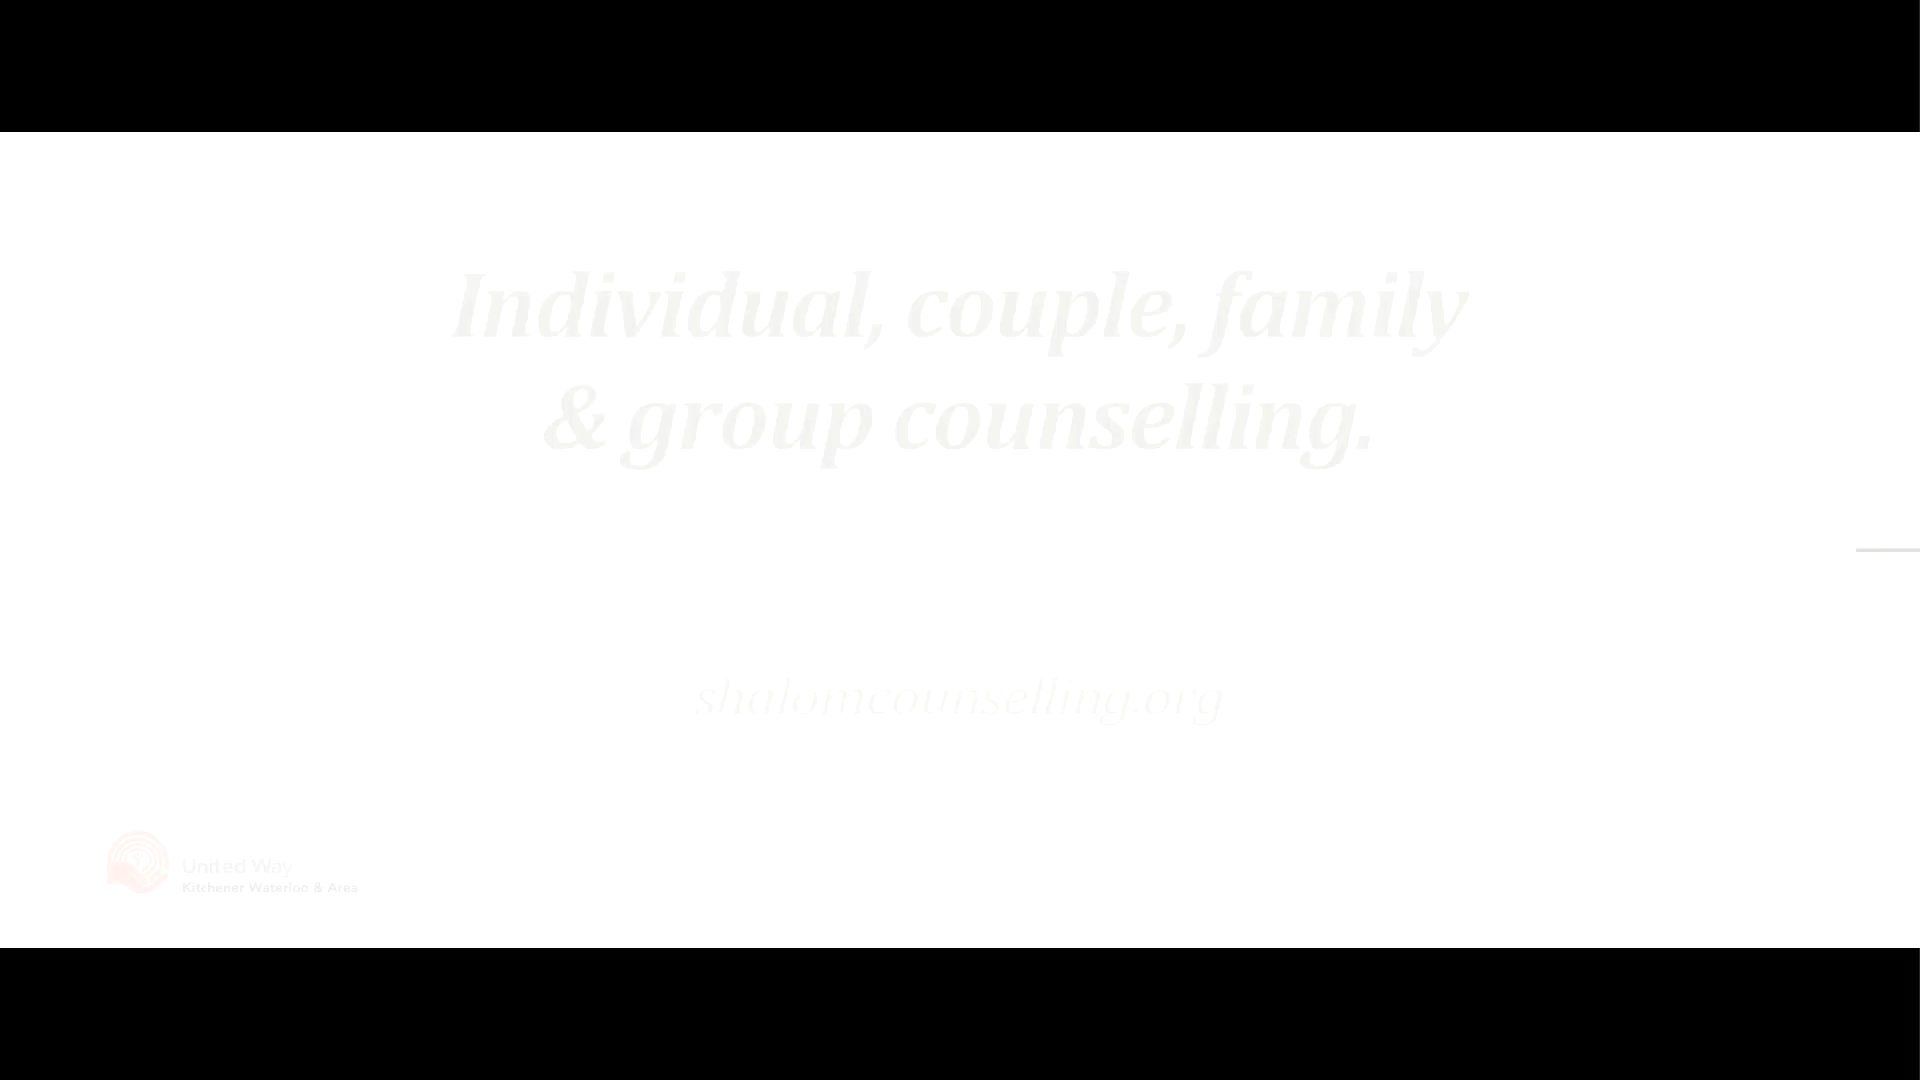 Individual, couple, family
& group counselling.
shalomcounselling.org
United Way
Kitchener Waterloo & Area